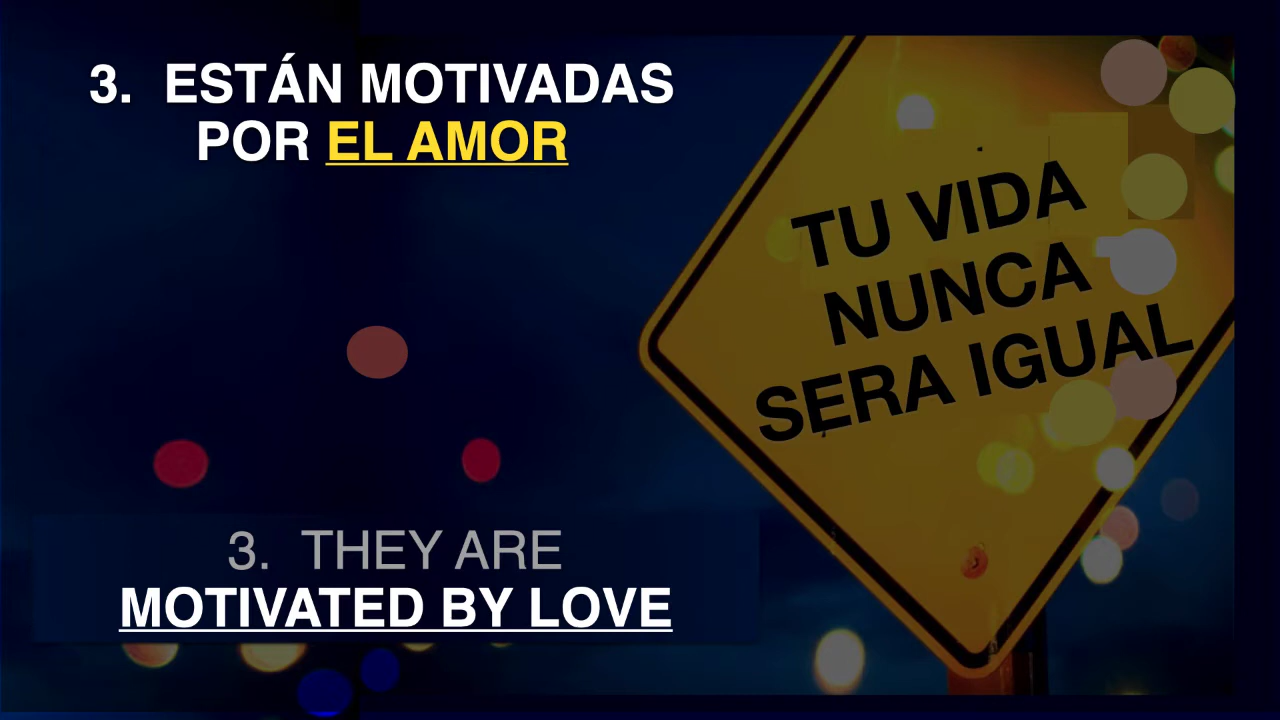 3. ESTÁN MOTIVADAS
POR EL AMOR
TU VIDA
NUNCA
SERA IGUAL
3. THEY ARE
MOTIVATED BY LOVE